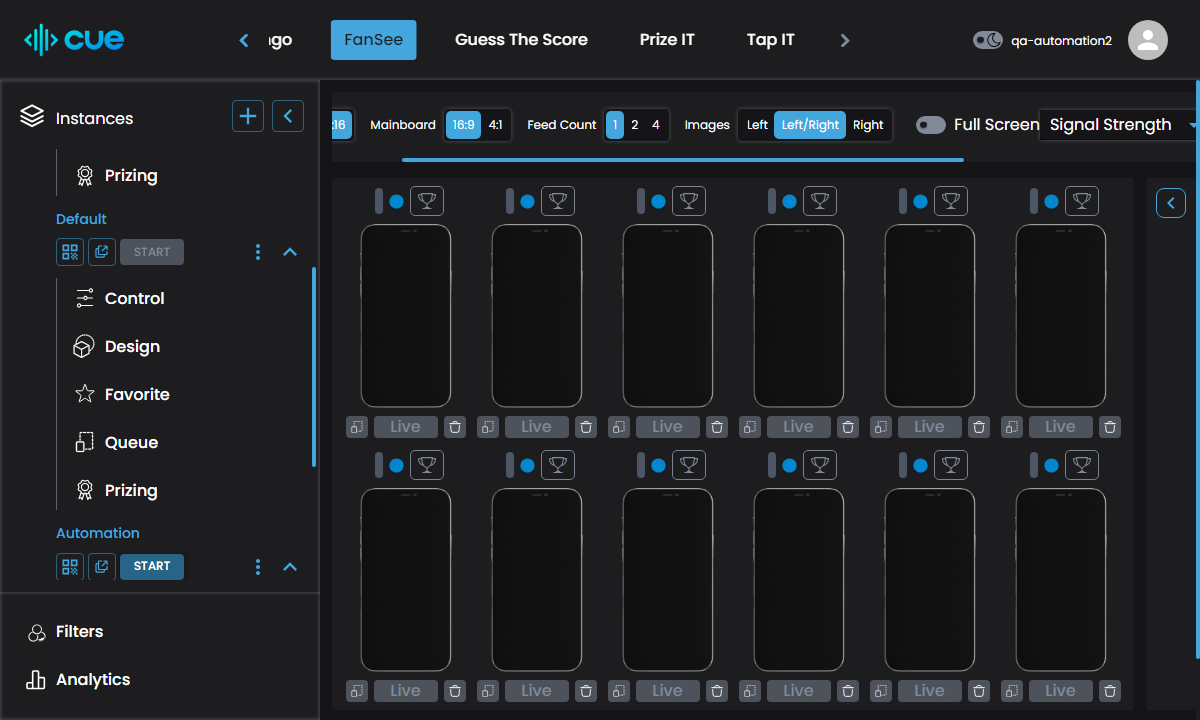 cue
FanSee
Guess The Score
Prize IT
Tap IT
qa-automation2
Instances
Prizing
Default
START
Control
Design
Favorite
Queue
Prizing
Automation
START
Filters
Analytics
Mainboard 16:9 4:1 Feed Count 1 2 4 Images Left Left/Right Right Full Screen Signal Strength
Live Live Live Live Live Live
Live Live Live Live Live Live